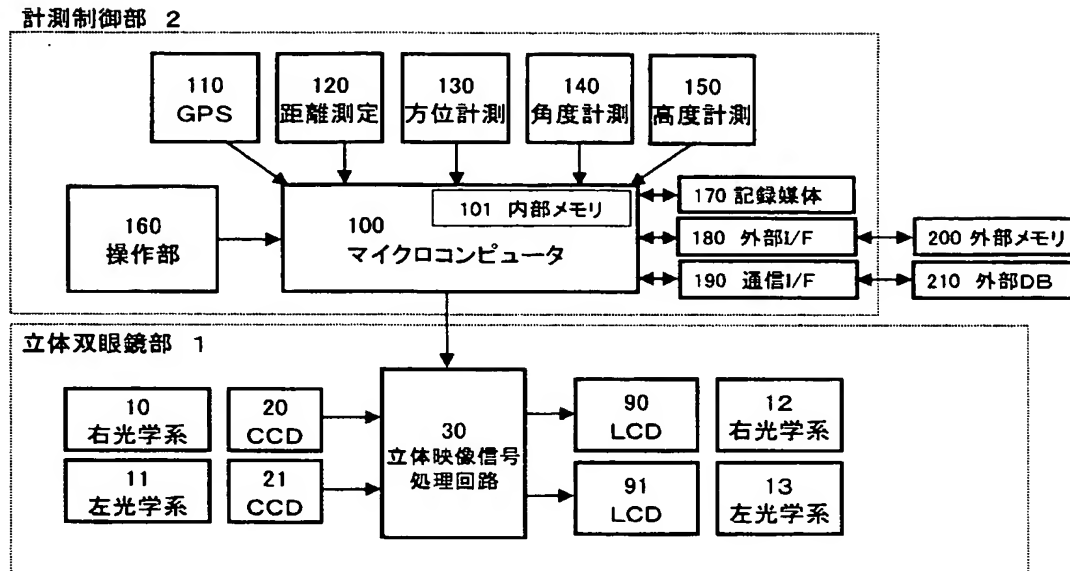 計測制御部 2
110
GPS
120
距離測定
130
方位計測
140
角度計測
150
高度計測
160
操作部
100
マイクロコンピュータ
101 内部メモリ
170 記録媒体
180 外部I/F
190 通信I/F
200 外部メモリ
210 外部DB
立体双眼鏡部 1
10
右光学系
20
CCD
11
左光学系
21
CCD
30
立体映像信号
処理回路
90
LCD
12
右光学系
91
LCD
13
左光学系